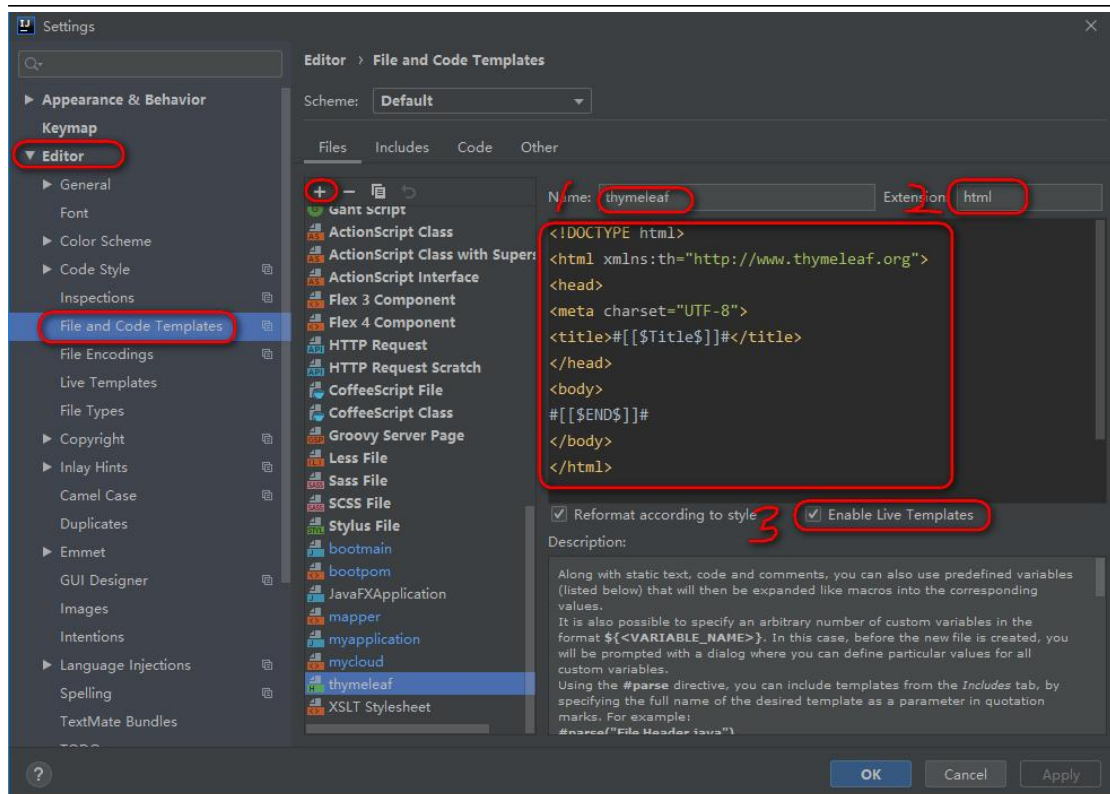 Settings
Appearance & Behavior
Keymap
Editor
General
Font
Color Scheme
Code Style
Inspections
File and Code Templates
File Encodings
Live Templates
File Types
Copyright
Inlay Hints
Camel Case
Duplicates
Emmet
GUI Designer
Images
Intentions
Language Injections
Spelling
TextMate Bundles
Editor › File and Code Templates
Scheme: Default
Files Includes Code Other
Gant Script
ActionScript Class
ActionScript Class with Supers
ActionScript Interface
Flex 3 Component
Flex 4 Component
HTTP Request
HTTP Request Scratch
CoffeeScript File
CoffeeScript Class
Groovy Server Page
Less File
Sass File
SCSS File
Stylus File
bootmain
bootpom
JavaFXApplication
mapper
myapplication
mycloud
thymeleaf
XSLT Stylesheet
1 Name: thymeleaf 2 Extension: html
<!DOCTYPE html>
<html xmlns:th="http://www.thymeleaf.org">
<head>
<meta charset="UTF-8">
<title>#[[$Title$]]#</title>
</head>
<body>
#[[$END$]]#
</body>
</html>
Reformat according to style 3 Enable Live Templates
Description:
Along with static text, code and comments, you can also use predefined variables
(listed below) that will then be expanded like macros into the corresponding
values.
It is also possible to specify an arbitrary number of custom variables in the
format ${<VARIABLE_NAME>}. In this case, before the new file is created, you
will be prompted with a dialog where you can define particular values for all
custom variables.
Using the #parse directive, you can include templates from the Includes tab, by
specifying the full name of the desired template as a parameter in quotation
marks. For example:
#parse("File Header.java")
? OK Cancel Apply